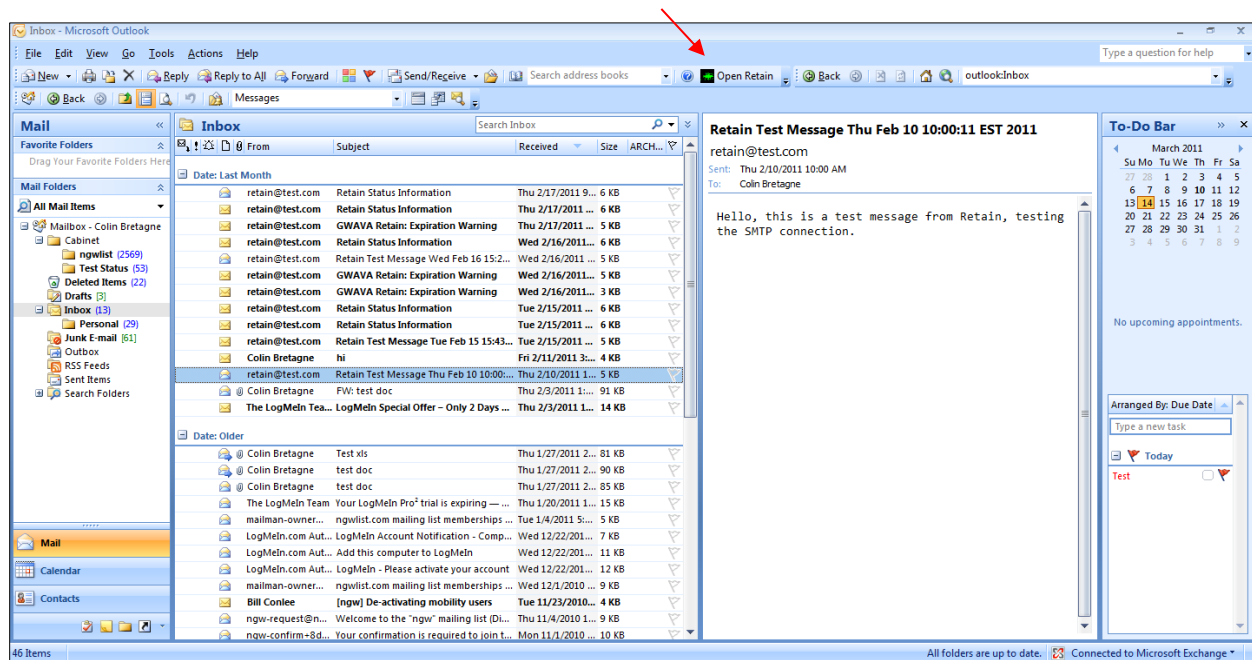 Inbox - Microsoft Outlook
File Edit View Go Tools Actions Help
Type a question for help
New Reply Reply to All Forward Send/Receive Search address books Open Retain Back outlook:Inbox
Back Messages
Mail «
Favorite Folders
Drag Your Favorite Folders Here
Mail Folders
All Mail Items
Mailbox - Colin Bretagne
Cabinet
ngwlist (2569)
Test Status (53)
Deleted Items (22)
Drafts [3]
Inbox (13)
Personal (29)
Junk E-mail [61]
Outbox
RSS Feeds
Sent Items
Search Folders
Mail
Calendar
Contacts
Inbox Search Inbox
From Subject Received Size ARCH...
Date: Last Month
retain@test.com Retain Status Information Thu 2/17/2011 9... 6 KB
retain@test.com Retain Status Information Thu 2/17/2011 ... 6 KB
retain@test.com GWAVA Retain: Expiration Warning Thu 2/17/2011 ... 5 KB
retain@test.com Retain Status Information Wed 2/16/2011... 6 KB
retain@test.com Retain Test Message Wed Feb 16 15:2... Wed 2/16/2011 ... 5 KB
retain@test.com GWAVA Retain: Expiration Warning Wed 2/16/2011... 5 KB
retain@test.com GWAVA Retain: Expiration Warning Wed 2/16/2011... 3 KB
retain@test.com Retain Status Information Tue 2/15/2011 ... 6 KB
retain@test.com Retain Status Information Tue 2/15/2011 ... 6 KB
retain@test.com Retain Test Message Tue Feb 15 15:43... Tue 2/15/2011 ... 5 KB
Colin Bretagne hi Fri 2/11/2011 3:... 4 KB
retain@test.com Retain Test Message Thu Feb 10 10:00:... Thu 2/10/2011 1... 5 KB
Colin Bretagne FW: test doc Thu 2/3/2011 1:... 91 KB
The LogMeIn Tea... LogMeIn Special Offer – Only 2 Days ... Thu 2/3/2011 1... 14 KB
Date: Older
Colin Bretagne Test xls Thu 1/27/2011 2... 81 KB
Colin Bretagne test doc Thu 1/27/2011 2... 90 KB
Colin Bretagne test doc Thu 1/27/2011 2... 85 KB
The LogMeIn Team Your LogMeIn Pro² trial is expiring — ... Thu 1/20/2011 1... 15 KB
mailman-owner... ngwlist.com mailing list memberships ... Tue 1/4/2011 5:... 5 KB
LogMeIn.com Aut... LogMeIn Account Notification - Comp... Wed 12/22/201... 7 KB
LogMeIn.com Aut... Add this computer to LogMeIn Wed 12/22/201... 11 KB
LogMeIn.com Aut... LogMeIn - Please activate your account Wed 12/22/201... 12 KB
mailman-owner... ngwlist.com mailing list memberships ... Wed 12/1/2010 ... 9 KB
Bill Conlee [ngw] De-activating mobility users Tue 11/23/2010... 4 KB
ngw-request@n... Welcome to the "ngw" mailing list (Di... Thu 11/4/2010 1... 9 KB
ngw-confirm+8d... Your confirmation is required to join t... Mon 11/1/2010 ... 10 KB
Retain Test Message Thu Feb 10 10:00:11 EST 2011
retain@test.com
Sent: Thu 2/10/2011 10:00 AM
To: Colin Bretagne
Hello, this is a test message from Retain, testing
the SMTP connection.
To-Do Bar »
March 2011
Su Mo Tu We Th Fr Sa
27 28 1 2 3 4 5
6 7 8 9 10 11 12
13 14 15 16 17 18 19
20 21 22 23 24 25 26
27 28 29 30 31 1 2
3 4 5 6 7 8 9
No upcoming appointments.
Arranged By: Due Date
Type a new task
Today
Test
46 Items All folders are up to date. Connected to Microsoft Exchange